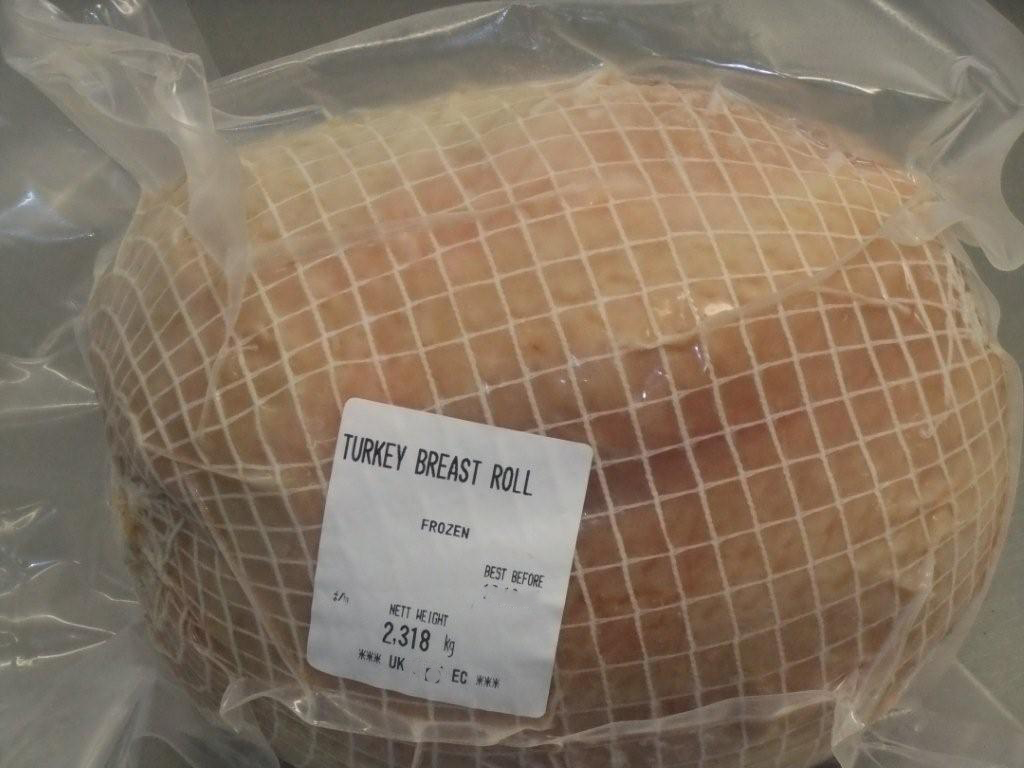 TURKEY BREAST ROLL
FROZEN
BEST BEFORE
NETT WEIGHT
2,318 kg
*** UK EC ***